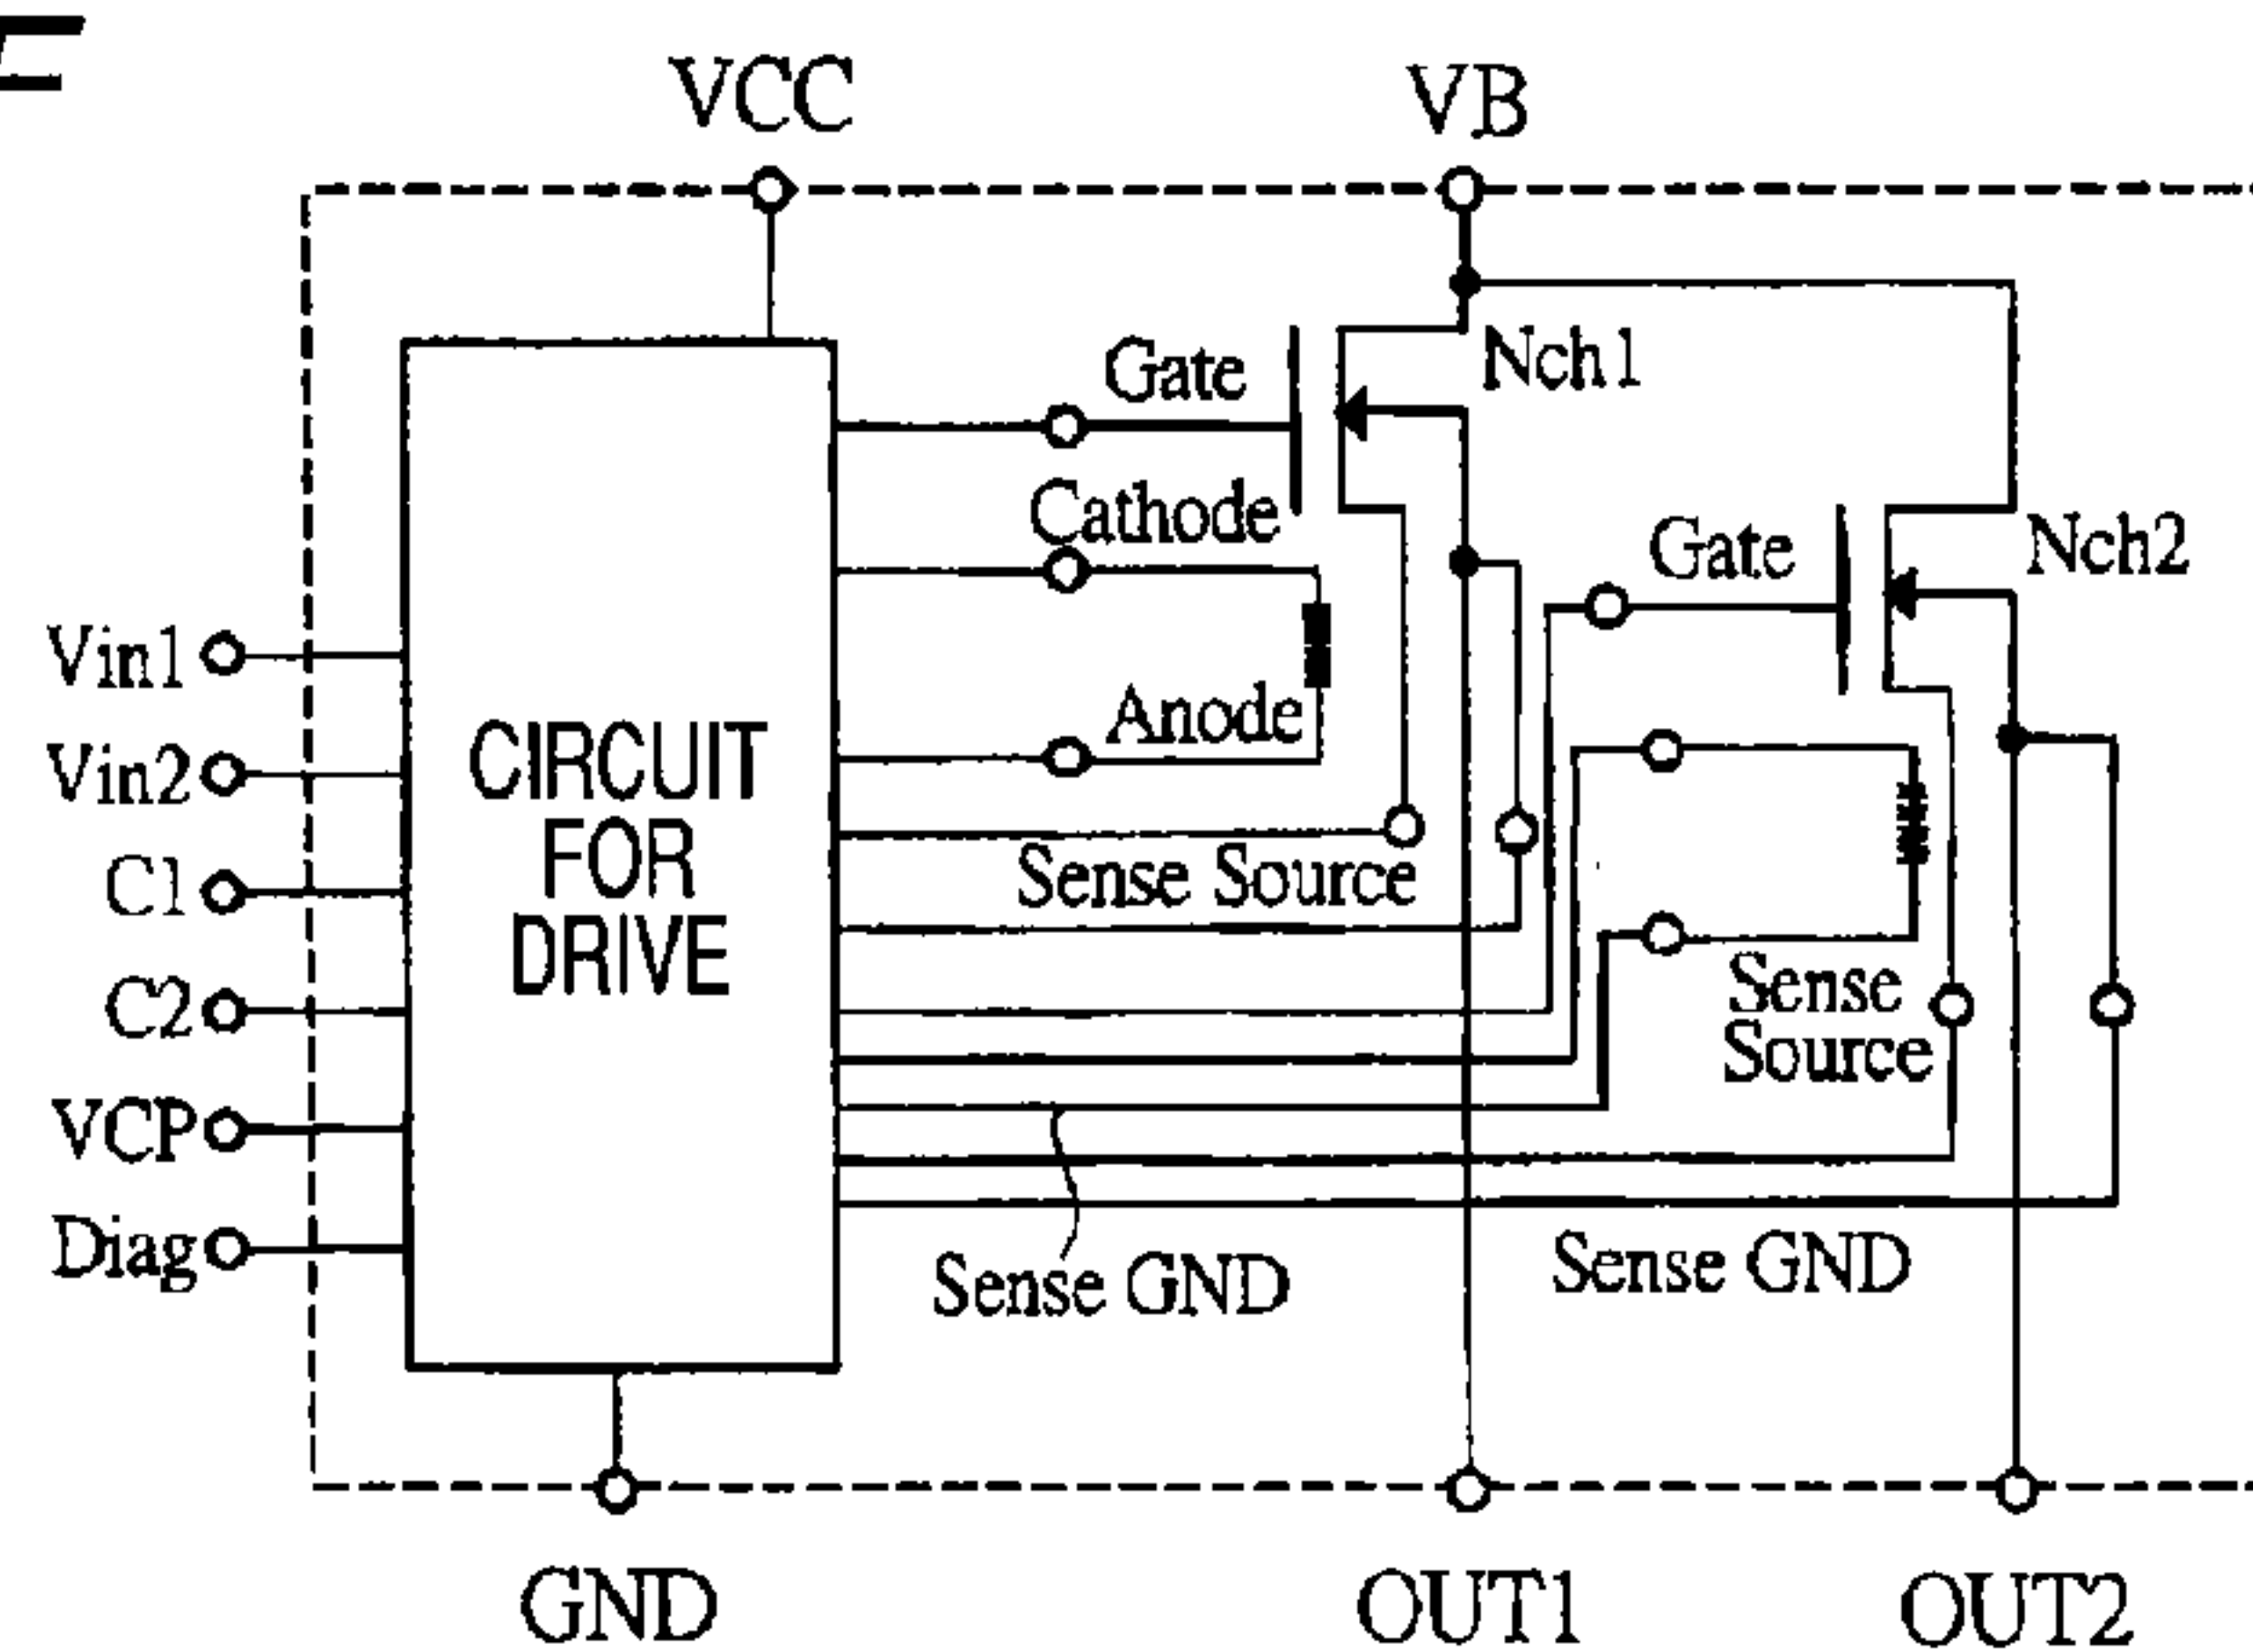 VCC
VB
Nch1
Gate
Cathode
Gate
Nch2
Vin1
Anode
Vin2
CIRCUIT
FOR
DRIVE
C1
Sense Source
C2
Sense
Source
VCP
Diag
Sense GND
Sense GND
GND
OUT1
OUT2